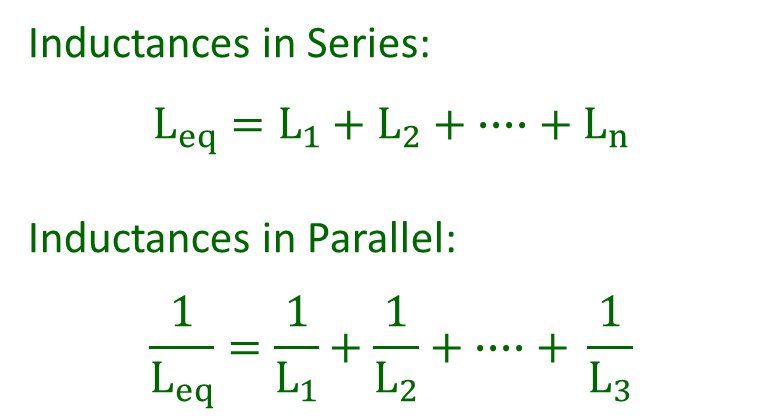 Inductances in Series:
L_eq = L_1 + L_2 + ···· + L_n
Inductances in Parallel:
1/L_eq = 1/L_1 + 1/L_2 + ···· + 1/L_3